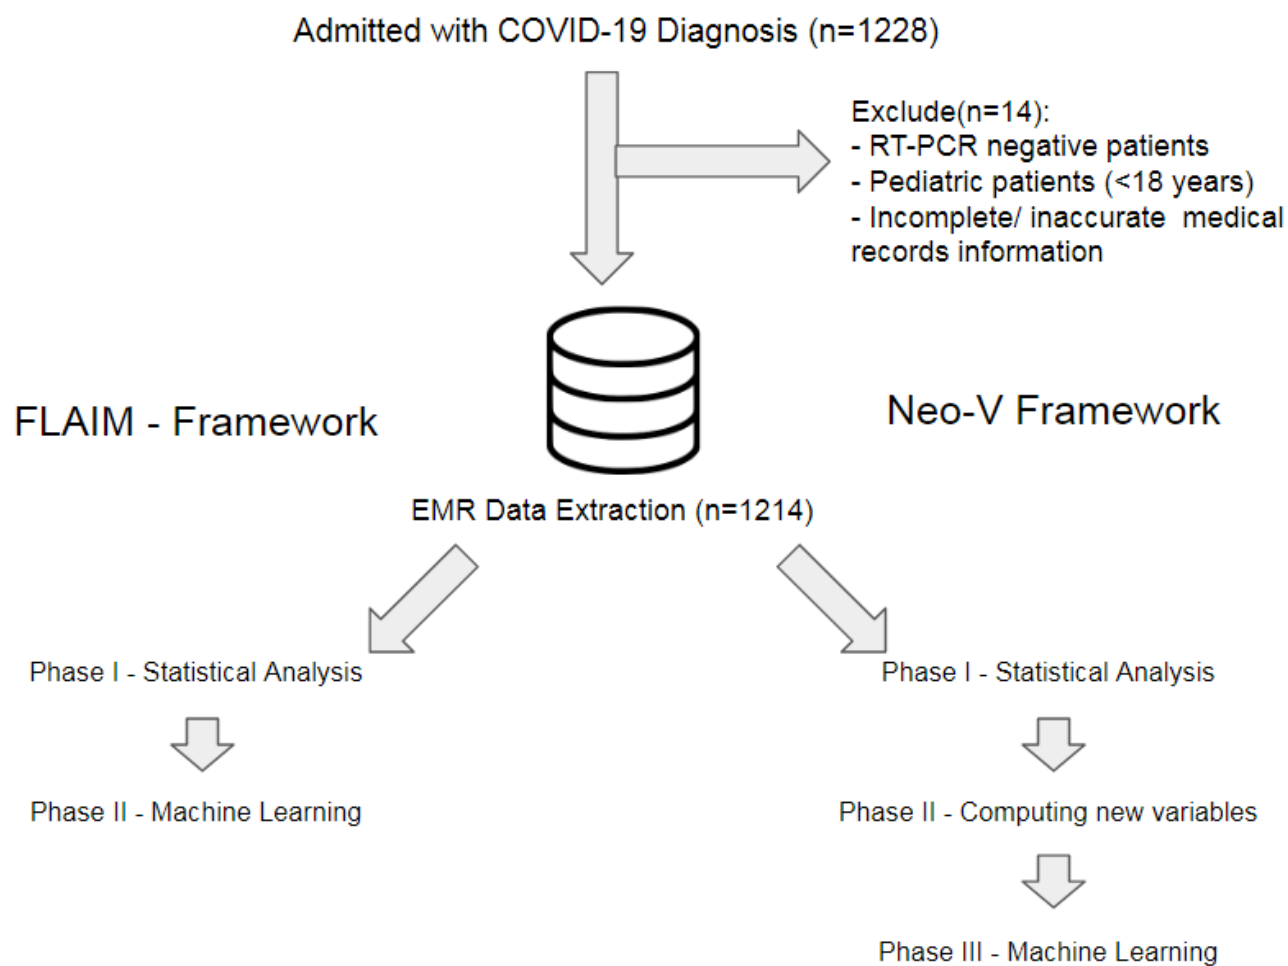 Admitted with COVID-19 Diagnosis (n=1228)
Exclude(n=14):
- RT-PCR negative patients
- Pediatric patients (<18 years)
- Incomplete/ inaccurate  medical
records information
FLAIM - Framework
Neo-V Framework
EMR Data Extraction (n=1214)
Phase I - Statistical Analysis
Phase II - Machine Learning
Phase I - Statistical Analysis
Phase II - Computing new variables
Phase III - Machine Learning